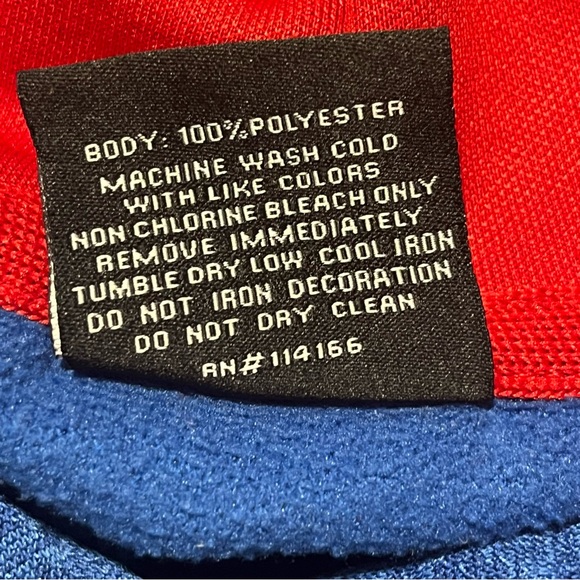 BODY: 100%POLYESTER
MACHINE WASH COLD
WITH LIKE COLORS
NON CHLORINE BLEACH ONLY
REMOVE IMMEDIATELY
TUMBLE DRY LOW COOL IRON
DO NOT IRON DECORATION
DO NOT DRY CLEAN
RN#114166